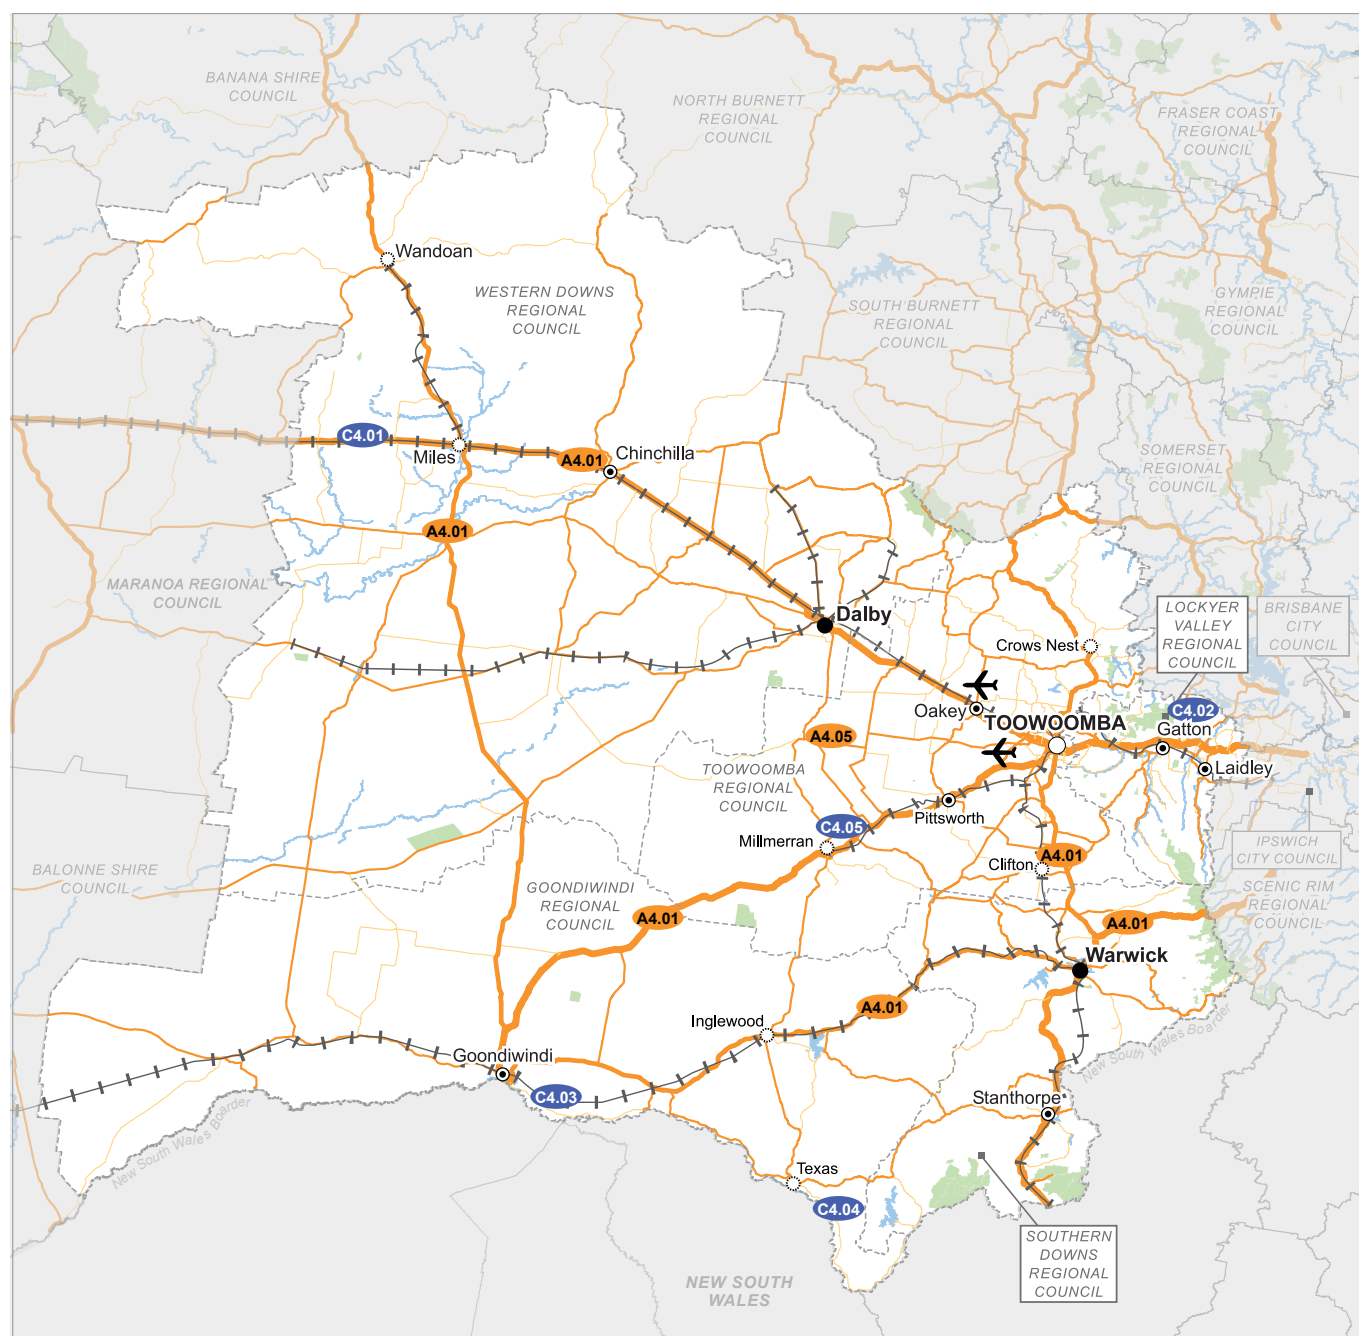 BANANA SHIRE
COUNCIL
NORTH BURNETT
REGIONAL
COUNCIL
FRASER COAST
REGIONAL
COUNCIL
Wandoan
WESTERN DOWNS
REGIONAL
COUNCIL
SOUTH BURNETT
REGIONAL
COUNCIL
GYMPIE
REGIONAL
COUNCIL
C4.01
Miles
A4.01
Chinchilla
SOMERSET
REGIONAL
COUNCIL
A4.01
MARANOA REGIONAL
COUNCIL
Dalby
LOCKYER
VALLEY
REGIONAL
COUNCIL
BRISBANE
CITY
COUNCIL
Crows Nest
Oakey
TOOWOOMBA
C4.02
Gatton
A4.05
Laidley
TOOWOOMBA
REGIONAL
COUNCIL
Pittsworth
C4.05
Millmerran
Clifton
A4.01
IPSWICH
CITY COUNCIL
BALONNE SHIRE
COUNCIL
GOONDIWINDI
REGIONAL
COUNCIL
SCENIC RIM
REGIONAL
COUNCIL
A4.01
A4.01
Warwick
A4.01
Inglewood
New South Wales Boarder
Goondiwindi
C4.03
Stanthorpe
New South Wales Boarder
Texas
C4.04
SOUTHERN
DOWNS
REGIONAL
COUNCIL
NEW SOUTH
WALES